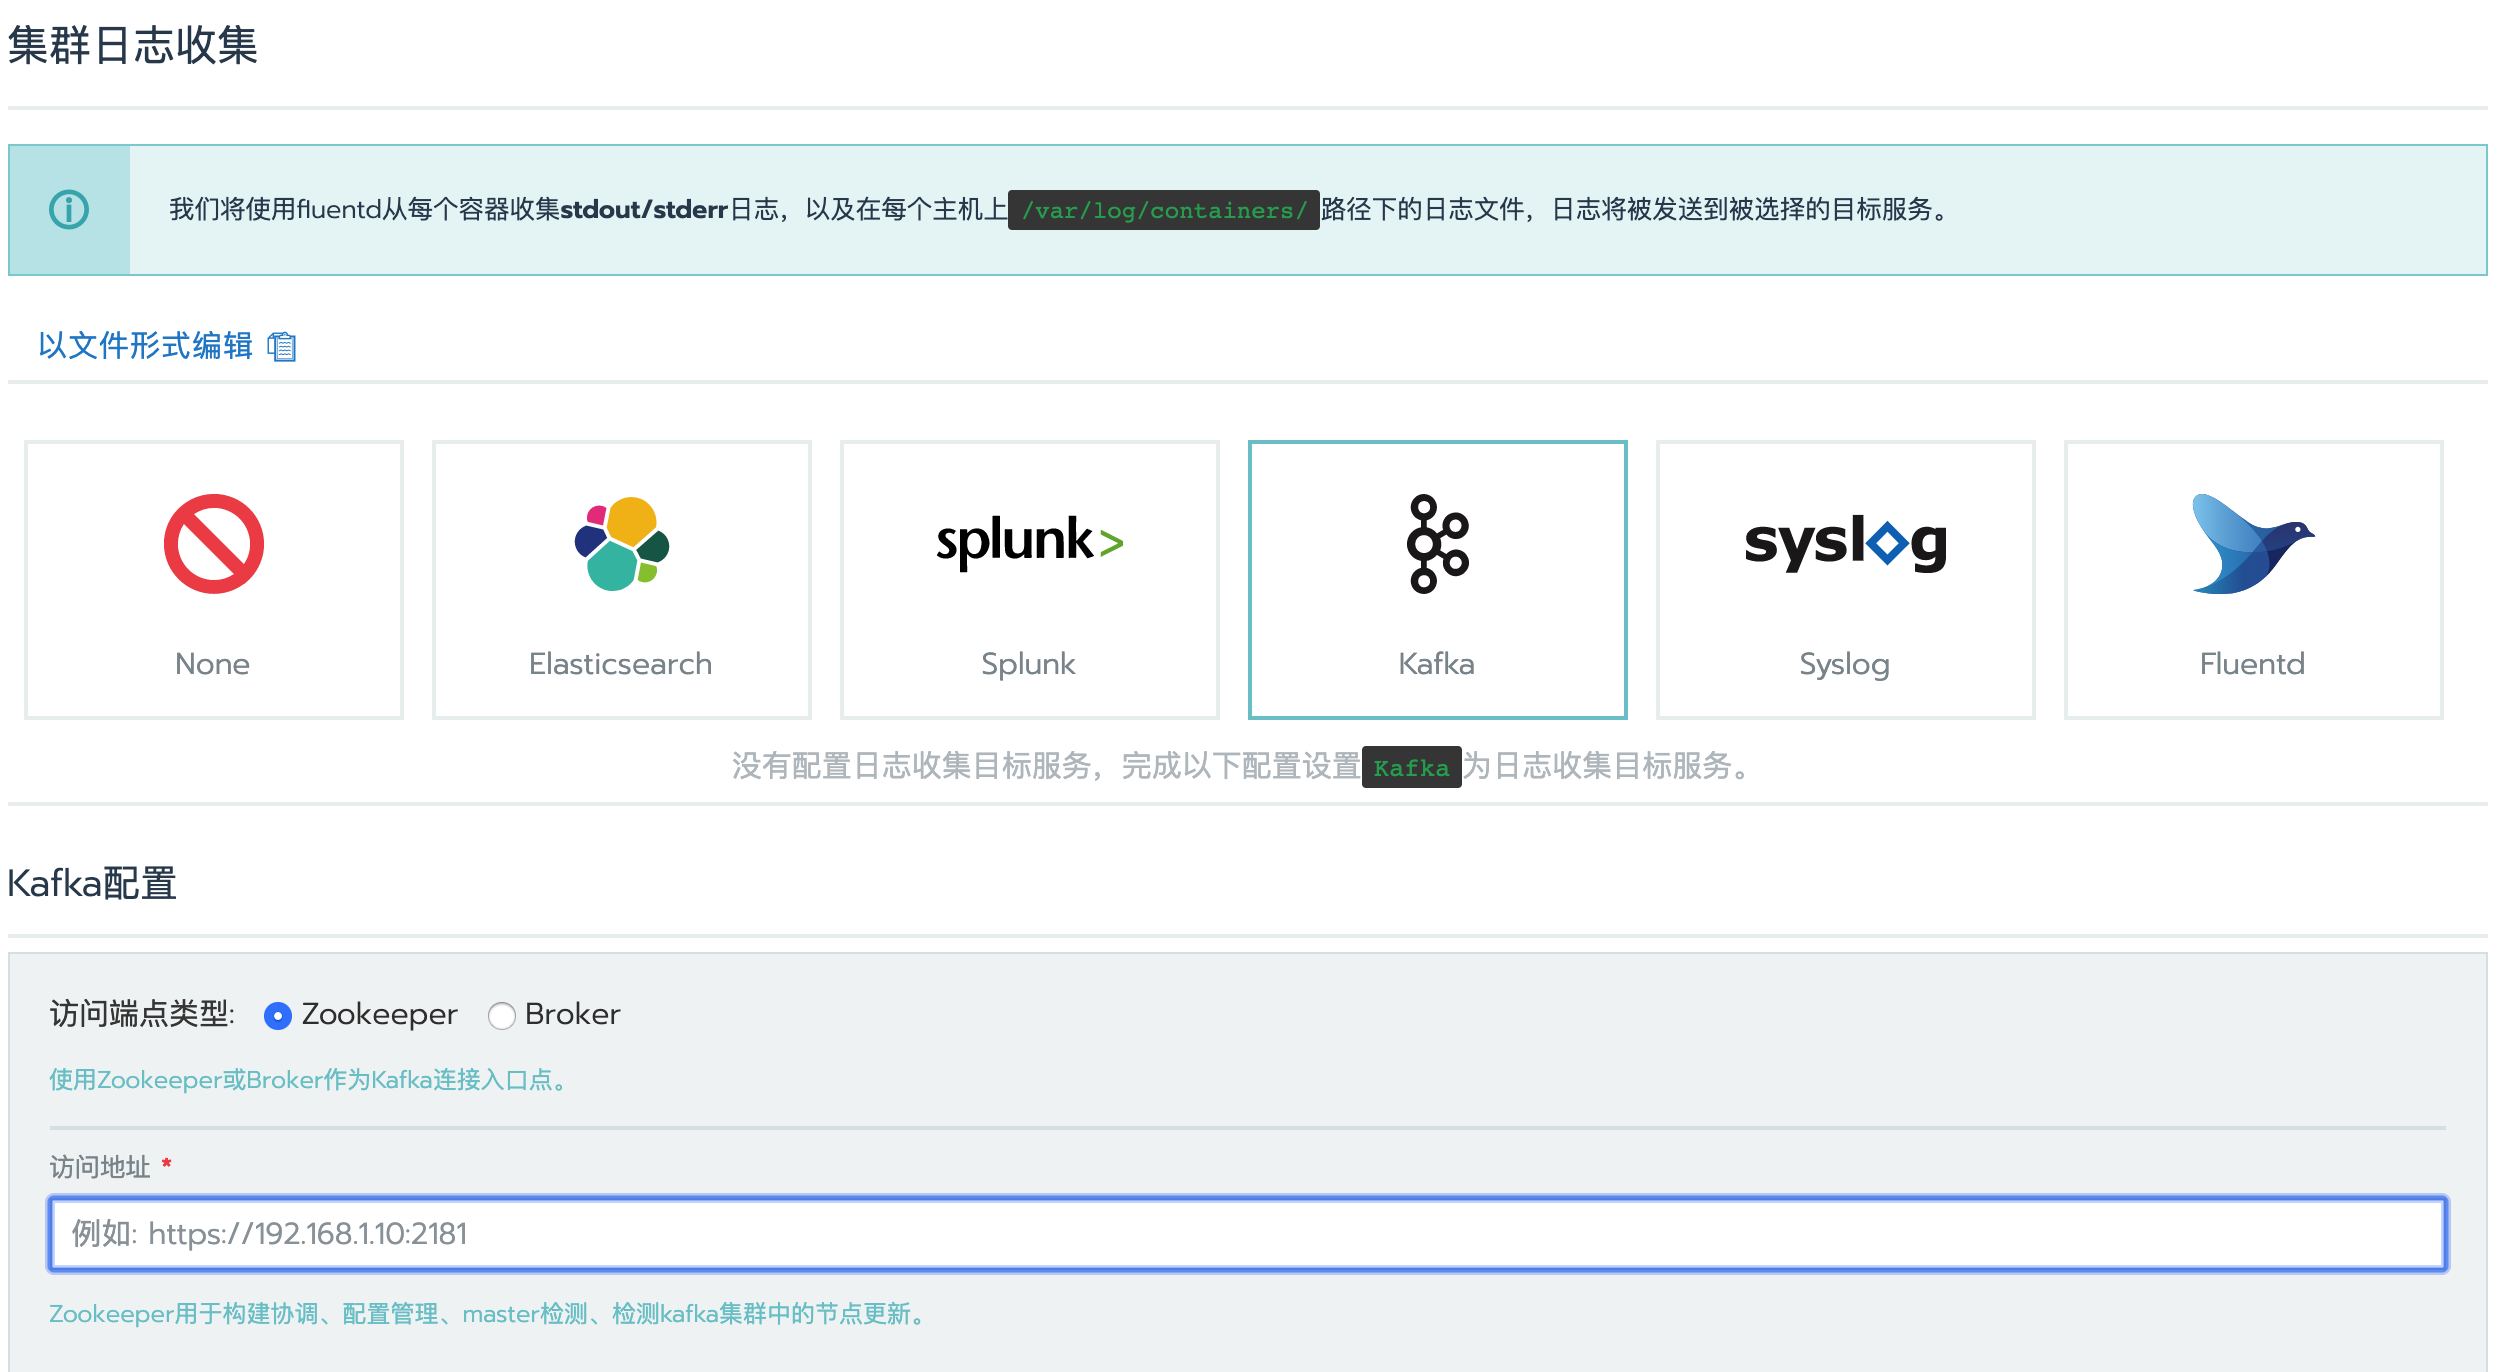 集群日志收集
我们将使用fluentd从每个容器收集stdout/stderr日志，以及在每个主机上 /var/log/containers/ 路径下的日志文件，日志将被发送到被选择的目标服务。
以文件形式编辑
splunk>
syslog
None
Elasticsearch
Splunk
Kafka
Syslog
Fluentd
没有配置日志收集目标服务，完成以下配置设置 Kafka 为日志收集目标服务。
Kafka配置
访问端点类型: Zookeeper Broker
使用Zookeeper或Broker作为Kafka连接入口点。
访问地址 *
例如: https://192.168.1.10:2181
Zookeeper用于构建协调、配置管理、master检测、检测kafka集群中的节点更新。